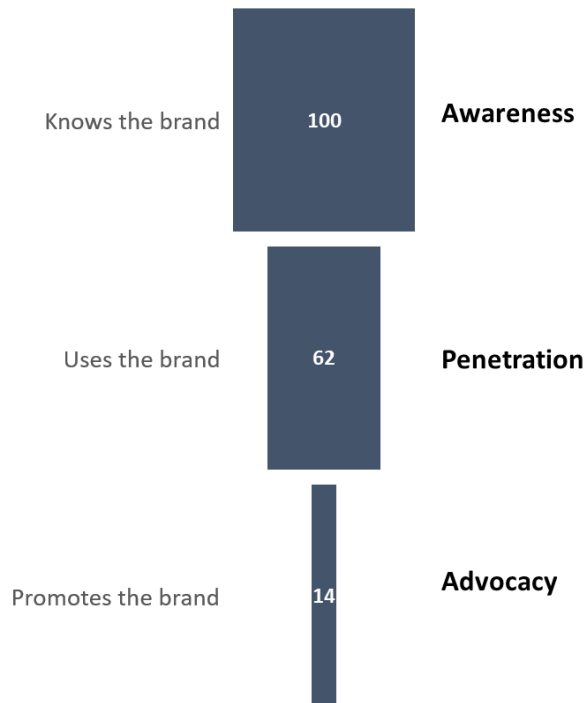 Knows the brand
100
Awareness
Uses the brand
62
Penetration
Promotes the brand
14
Advocacy